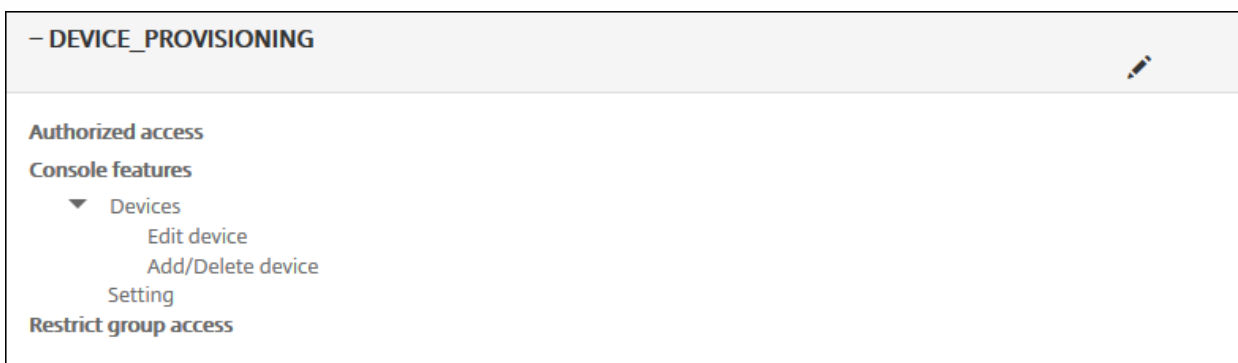 – DEVICE_PROVISIONING
Authorized access
Console features
Devices
Edit device
Add/Delete device
Setting
Restrict group access